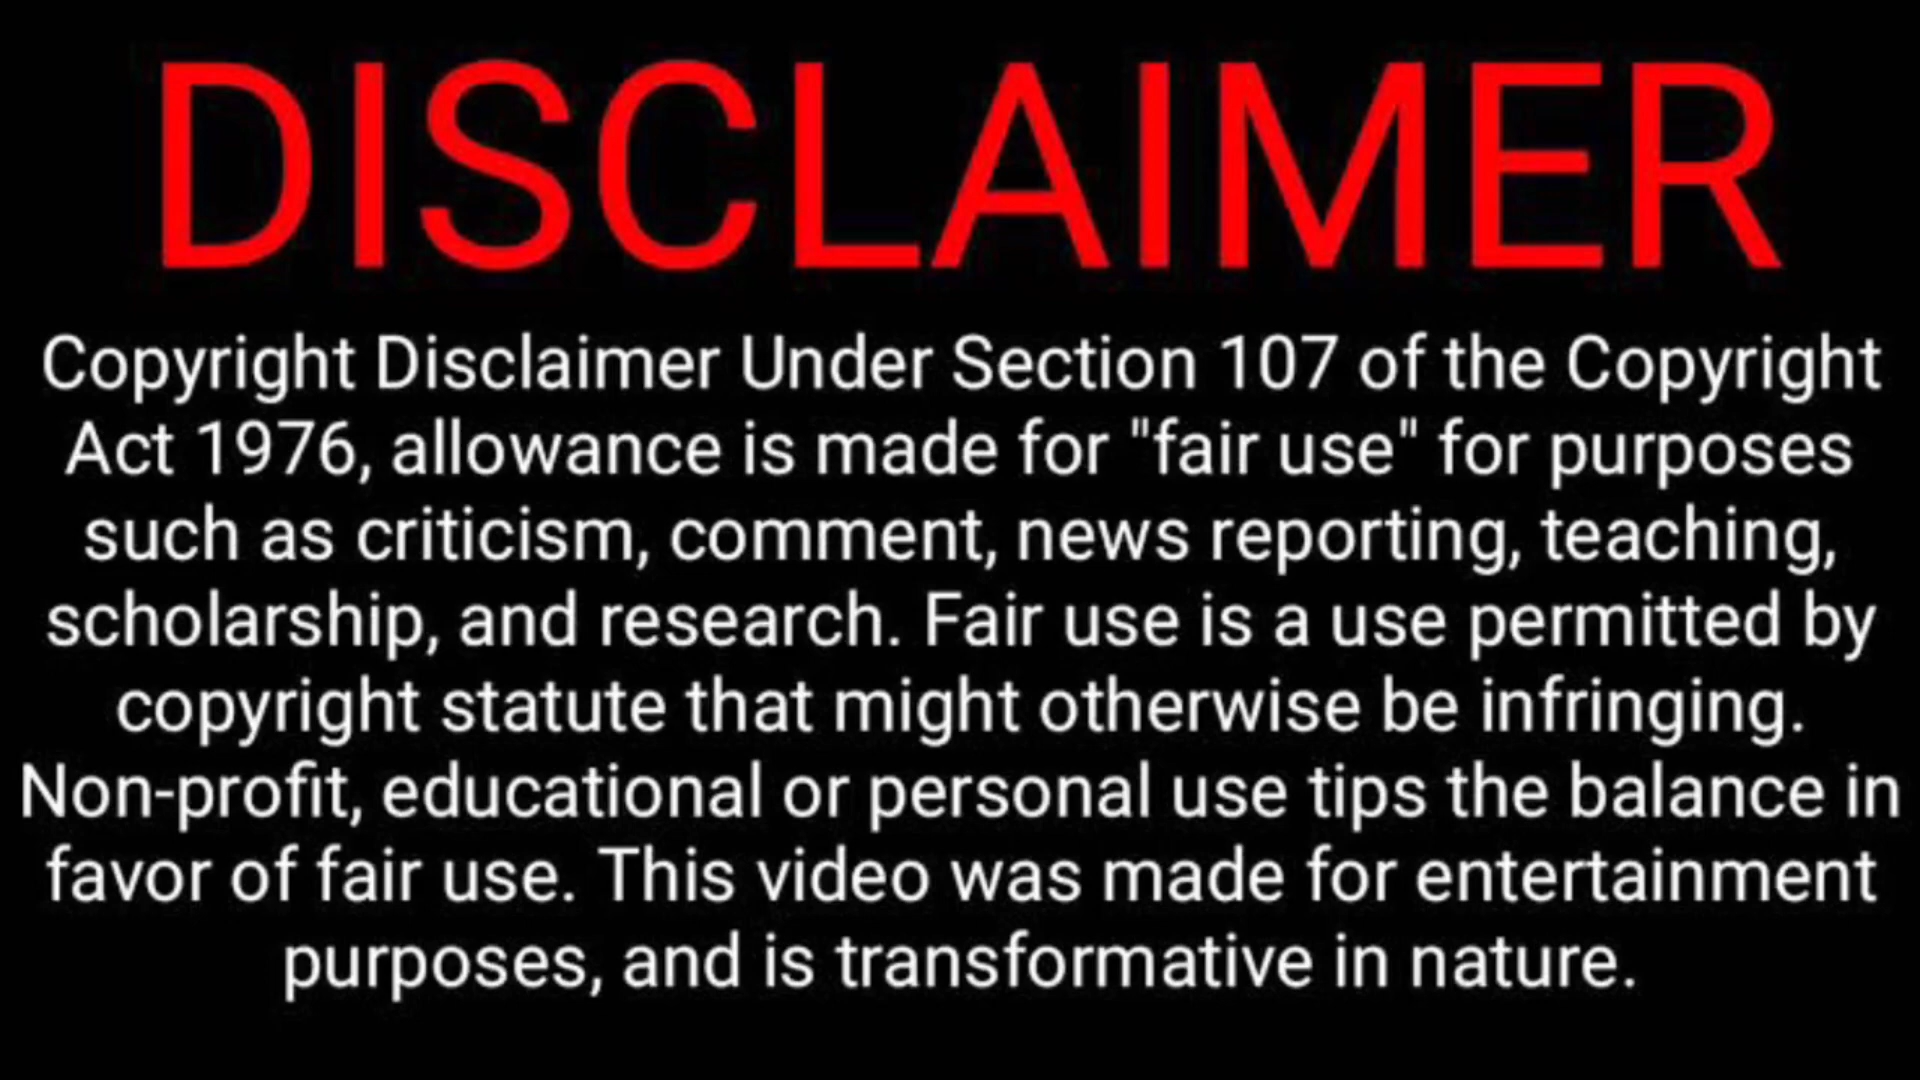 DISCLAIMER
Copyright Disclaimer Under Section 107 of the Copyright
Act 1976, allowance is made for "fair use" for purposes
such as criticism, comment, news reporting, teaching,
scholarship, and research. Fair use is a use permitted by
copyright statute that might otherwise be infringing.
Non-profit, educational or personal use tips the balance in
favor of fair use. This video was made for entertainment
purposes, and is transformative in nature.